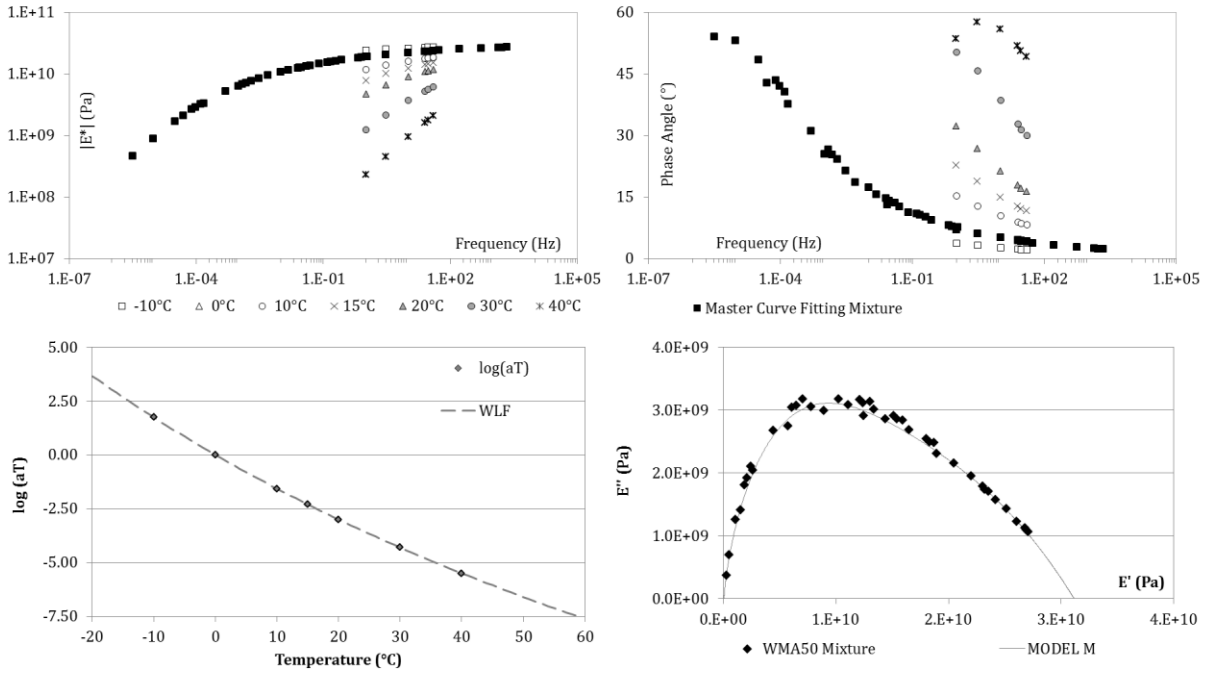 1.E+11
1.E+10
1.E+09
1.E+08
1.E+07
|E*| (Pa)
Frequency (Hz)
1.E-07
1.E-04
1.E-01
1.E+02
1.E+05
60
45
30
15
0
Phase Angle (°)
Frequency (Hz)
1.E-07
1.E-04
1.E-01
1.E+02
1.E+05
-10°C
0°C
10°C
15°C
20°C
30°C
40°C
Master Curve Fitting Mixture
5.00
2.50
0.00
-2.50
-5.00
-7.50
log (aT)
log(aT)
WLF
-20
-10
0
10
20
30
40
50
60
Temperature (°C)
4.0E+09
3.0E+09
2.0E+09
1.0E+09
0.0E+00
E'' (Pa)
E' (Pa)
0.E+00
1.E+10
2.E+10
3.E+10
4.E+10
WMA50 Mixture
MODEL M